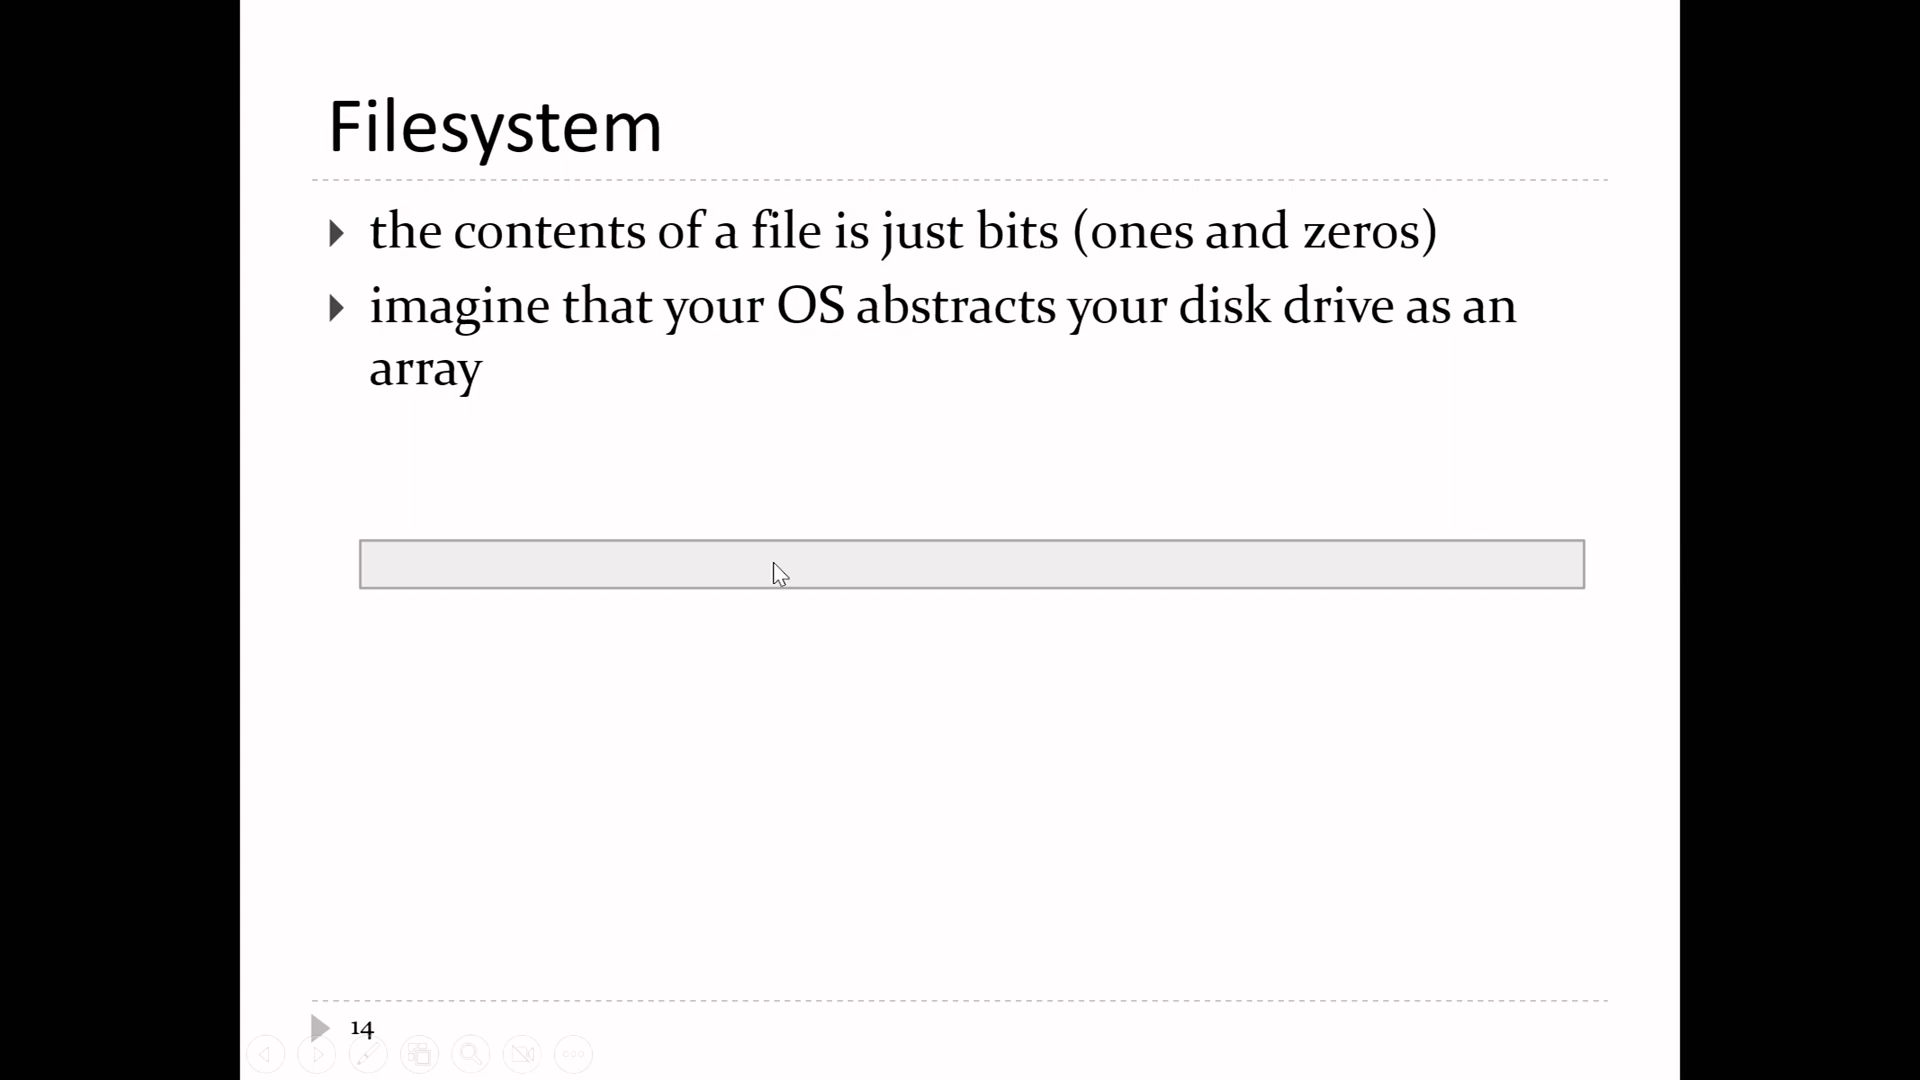 Filesystem
the contents of a file is just bits (ones and zeros)
imagine that your OS abstracts your disk drive as an
array
14